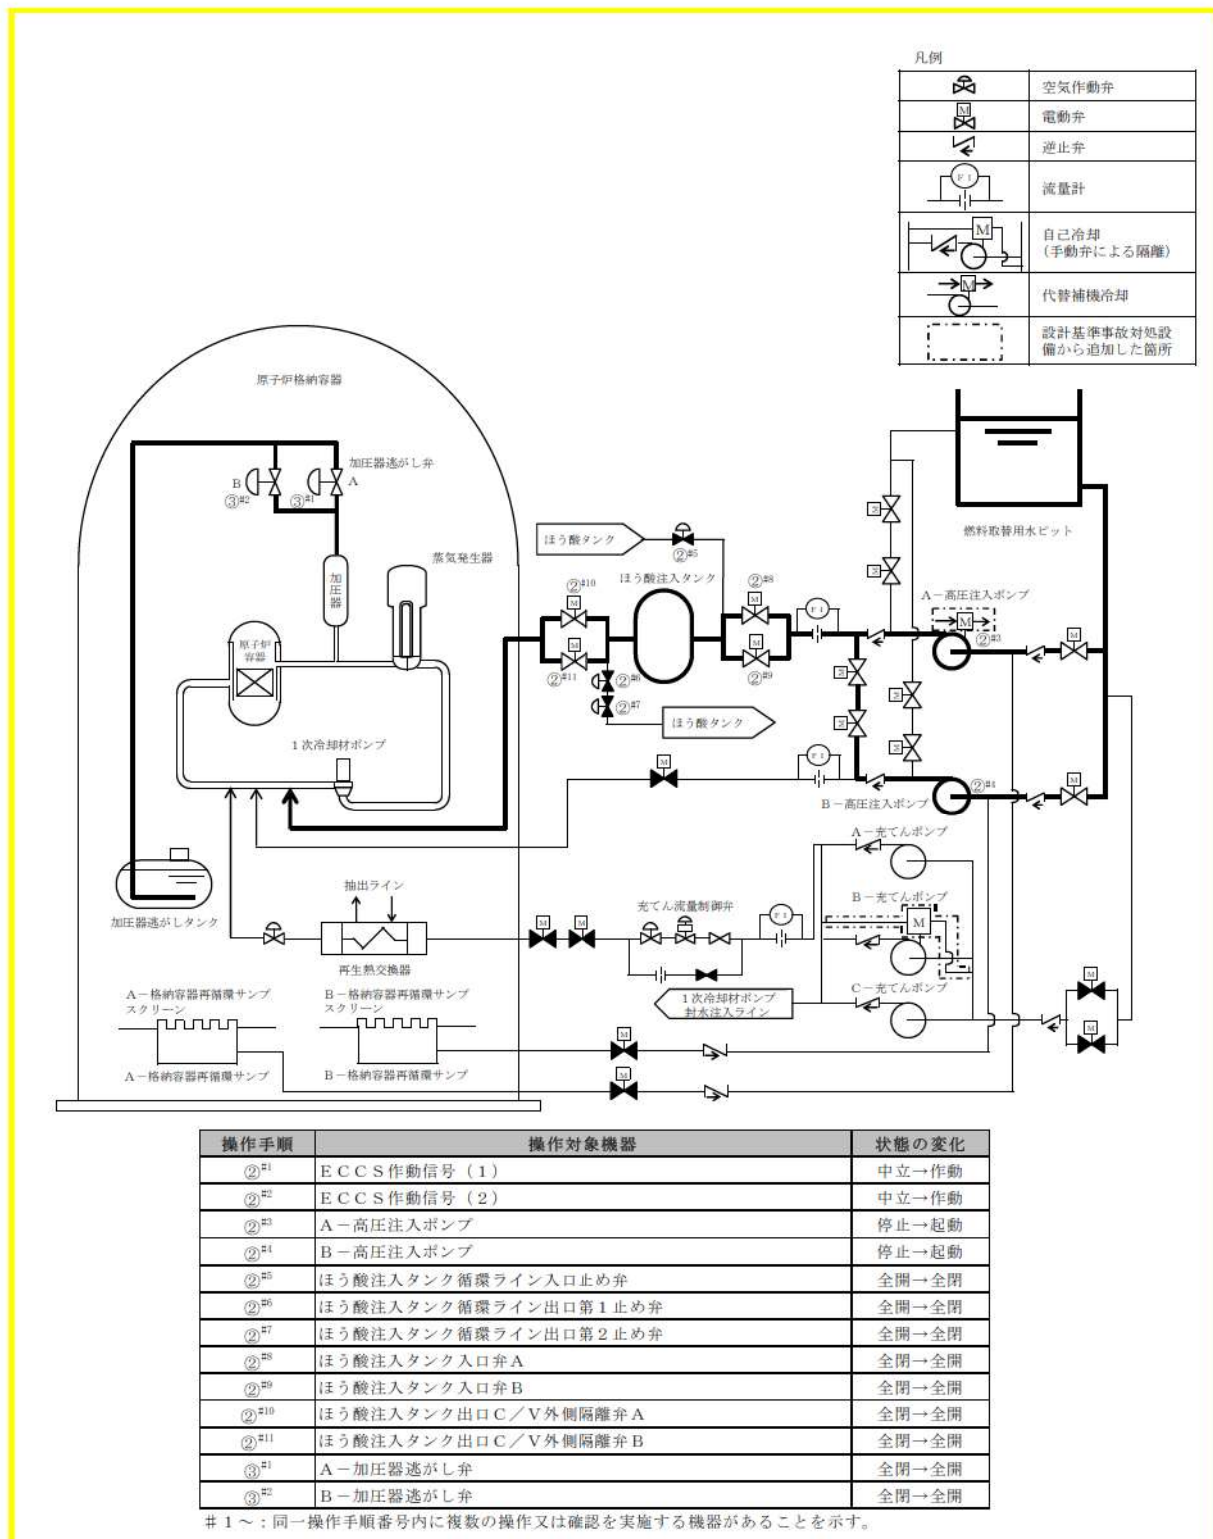 凡例
空気作動弁
M
電動弁
逆止弁
FI
流量計
M
自己冷却
(手動弁による隔離)
M
代替補機冷却
設計基準事故対処設
備から追加した箇所
原子炉格納容器
加圧器逃がし弁
B
A
③#2
③#1
燃料取替用水ピット
ほう酸タンク
②#5
蒸気発生器
加圧器
②#10
M
ほう酸注入タンク
②#8
M
FI
M
M
A-高圧注入ポンプ
M
②#3
M
原子炉
容器
M
②#11
②#6
M
②#9
M
M
②#7
ほう酸タンク
M
M
1次冷却材ポンプ
M
FI
M
②#4
B-高圧注入ポンプ
A-充てんポンプ
加圧器逃がしタンク
抽出ライン
充てん流量制御弁
FI
B-充てんポンプ
M
M
M
再生熱交換器
C-充てんポンプ
M
A-格納容器再循環サンプ
スクリーン
B-格納容器再循環サンプ
スクリーン
1次冷却材ポンプ
封水注入ライン
M
M
A-格納容器再循環サンプ
B-格納容器再循環サンプ
M
操作手順 操作対象機器 状態の変化
②#1 ECCS作動信号(1) 中立→作動
②#2 ECCS作動信号(2) 中立→作動
②#3 A-高圧注入ポンプ 停止→起動
②#4 B-高圧注入ポンプ 停止→起動
②#5 ほう酸注入タンク循環ライン入口止め弁 全開→全閉
②#6 ほう酸注入タンク循環ライン出口第1止め弁 全開→全閉
②#7 ほう酸注入タンク循環ライン出口第2止め弁 全開→全閉
②#8 ほう酸注入タンク入口弁A 全閉→全開
②#9 ほう酸注入タンク入口弁B 全閉→全開
②#10 ほう酸注入タンク出口C/V外側隔離弁A 全閉→全開
②#11 ほう酸注入タンク出口C/V外側隔離弁B 全閉→全開
③#1 A-加圧器逃がし弁 全閉→全開
③#2 B-加圧器逃がし弁 全閉→全開
#1~:同一操作手順番号内に複数の操作又は確認を実施する機器があることを示す。